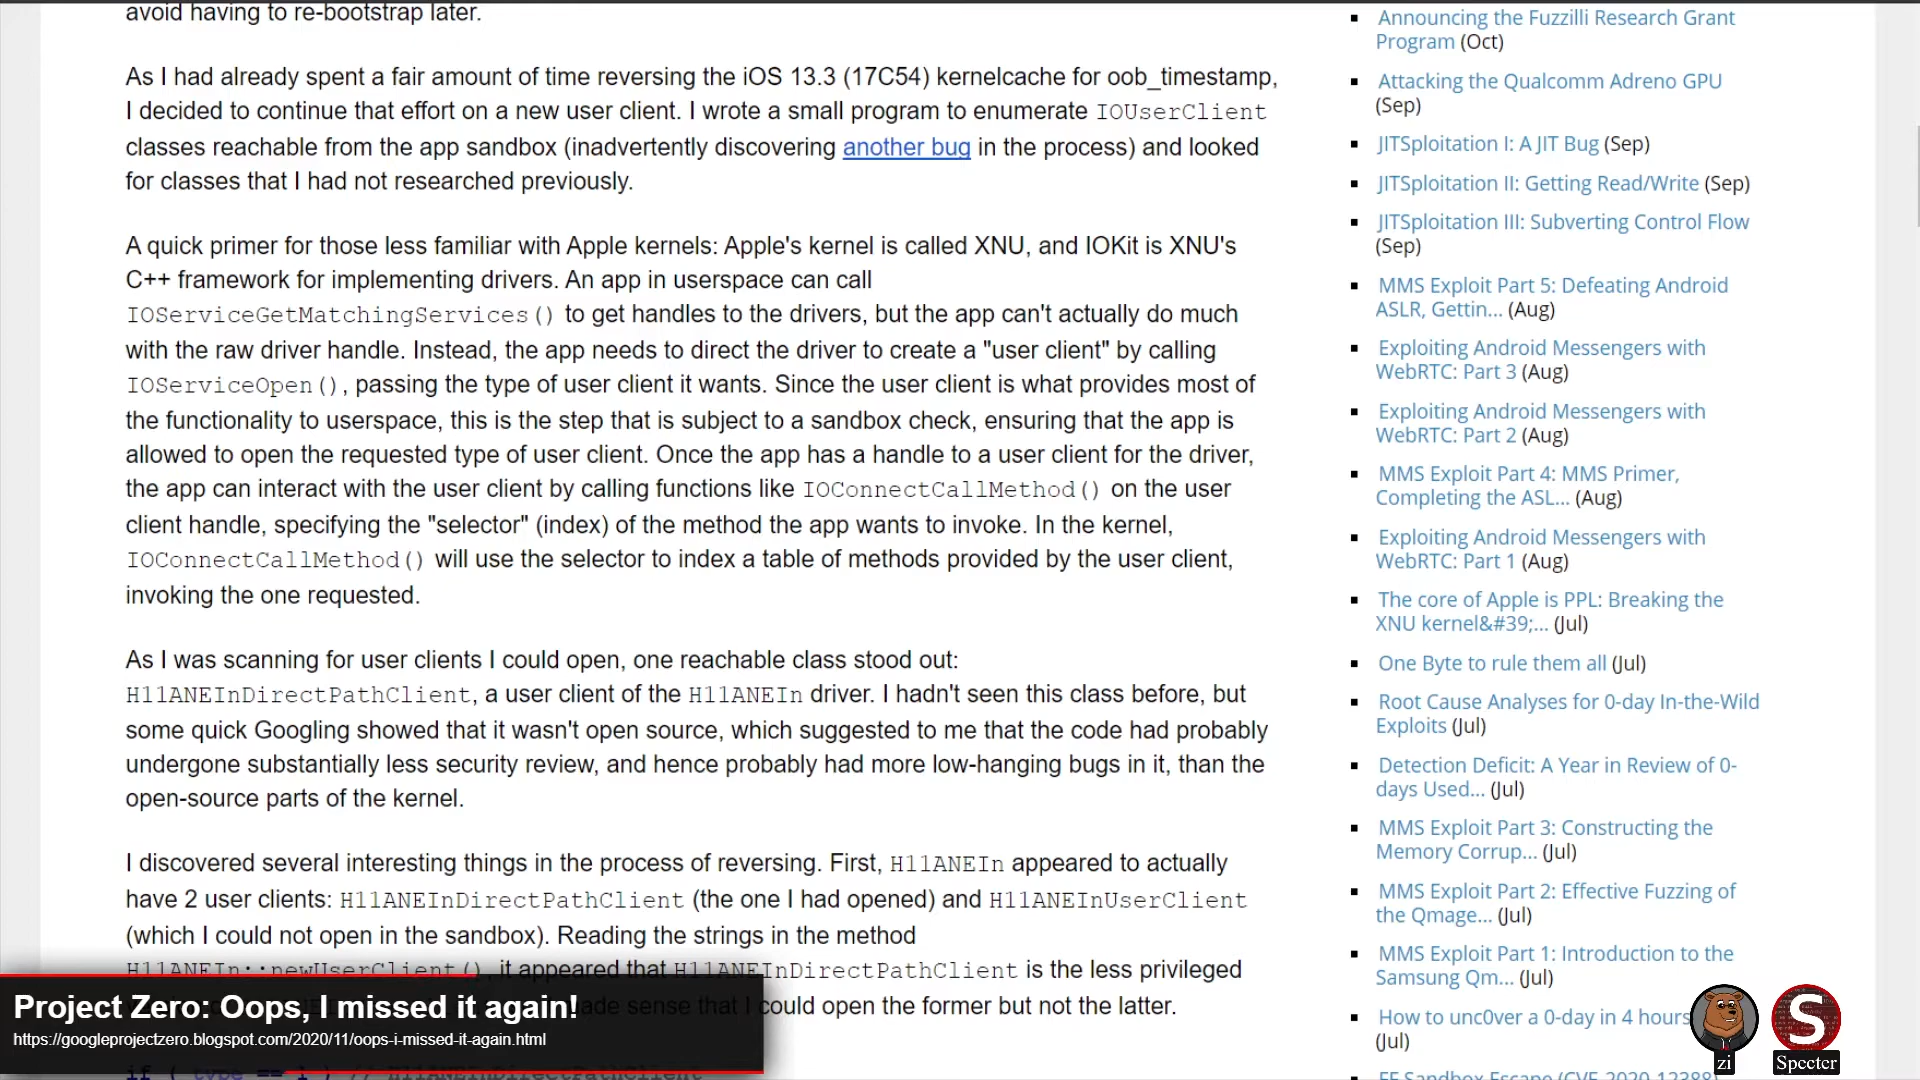 avoid having to re-bootstrap later.
As I had already spent a fair amount of time reversing the iOS 13.3 (17C54) kernelcache for oob_timestamp,
I decided to continue that effort on a new user client. I wrote a small program to enumerate IOUserClient
classes reachable from the app sandbox (inadvertently discovering another bug in the process) and looked
for classes that I had not researched previously.
A quick primer for those less familiar with Apple kernels: Apple's kernel is called XNU, and IOKit is XNU's
C++ framework for implementing drivers. An app in userspace can call
IOServiceGetMatchingServices() to get handles to the drivers, but the app can't actually do much
with the raw driver handle. Instead, the app needs to direct the driver to create a "user client" by calling
IOServiceOpen(), passing the type of user client it wants. Since the user client is what provides most of
the functionality to userspace, this is the step that is subject to a sandbox check, ensuring that the app is
allowed to open the requested type of user client. Once the app has a handle to a user client for the driver,
the app can interact with the user client by calling functions like IOConnectCallMethod() on the user
client handle, specifying the "selector" (index) of the method the app wants to invoke. In the kernel,
IOConnectCallMethod() will use the selector to index a table of methods provided by the user client,
invoking the one requested.
As I was scanning for user clients I could open, one reachable class stood out:
H11ANEInDirectPathClient, a user client of the H11ANEIn driver. I hadn't seen this class before, but
some quick Googling showed that it wasn't open source, which suggested to me that the code had probably
undergone substantially less security review, and hence probably had more low-hanging bugs in it, than the
open-source parts of the kernel.
I discovered several interesting things in the process of reversing. First, H11ANEIn appeared to actually
have 2 user clients: H11ANEInDirectPathClient (the one I had opened) and H11ANEInUserClient
(which I could not open in the sandbox). Reading the strings in the method
H11ANEIn::newUserClient(), it appeared that H11ANEInDirectPathClient is the less privileged
made sense that I could open the former but not the latter.
if ( type == 1 ) // H11ANEInDirectPathClient
Project Zero: Oops, I missed it again!
https://googleprojectzero.blogspot.com/2020/11/oops-i-missed-it-again.html
Announcing the Fuzzilli Research Grant
Program (Oct)
Attacking the Qualcomm Adreno GPU
(Sep)
JITSploitation I: A JIT Bug (Sep)
JITSploitation II: Getting Read/Write (Sep)
JITSploitation III: Subverting Control Flow
(Sep)
MMS Exploit Part 5: Defeating Android
ASLR, Gettin... (Aug)
Exploiting Android Messengers with
WebRTC: Part 3 (Aug)
Exploiting Android Messengers with
WebRTC: Part 2 (Aug)
MMS Exploit Part 4: MMS Primer,
Completing the ASL... (Aug)
Exploiting Android Messengers with
WebRTC: Part 1 (Aug)
The core of Apple is PPL: Breaking the
XNU kernel&#39;... (Jul)
One Byte to rule them all (Jul)
Root Cause Analyses for 0-day In-the-Wild
Exploits (Jul)
Detection Deficit: A Year in Review of 0-
days Used... (Jul)
MMS Exploit Part 3: Constructing the
Memory Corrup... (Jul)
MMS Exploit Part 2: Effective Fuzzing of
the Qmage... (Jul)
MMS Exploit Part 1: Introduction to the
Samsung Qm... (Jul)
How to unc0ver a 0-day in 4 hours
(Jul)
FF Sandbox Escape (CVE-2020-12388)
zi
S
Specter